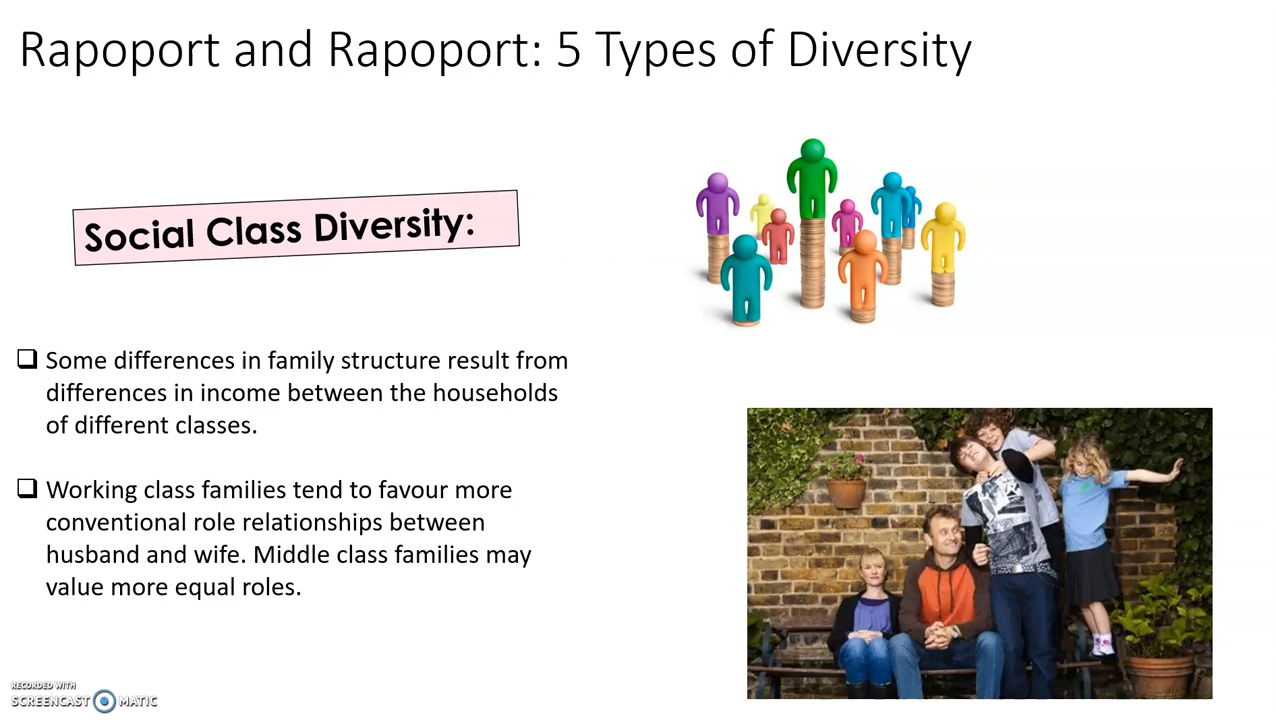 Rapoport and Rapoport: 5 Types of Diversity
Social Class Diversity:
Some differences in family structure result from
differences in income between the households
of different classes.
Working class families tend to favour more
conventional role relationships between
husband and wife. Middle class families may
value more equal roles.
RECORDED WITH
SCREENCAST MATIC